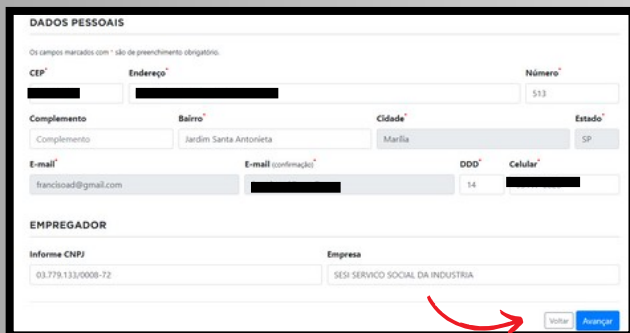 DADOS PESSOAIS
Os campos marcados com * são de preenchimento obrigatório.
CEP* Endereço* Número*
513
Complemento Bairro* Cidade* Estado*
Complemento Jardim Santa Antonieta Marília SP
E-mail* E-mail (confirmação)* DDD* Celular*
francisoad@gmail.com 14
EMPREGADOR
Informe CNPJ Empresa
03.779.133/0008-72 SESI SERVICO SOCIAL DA INDUSTRIA
Voltar Avançar